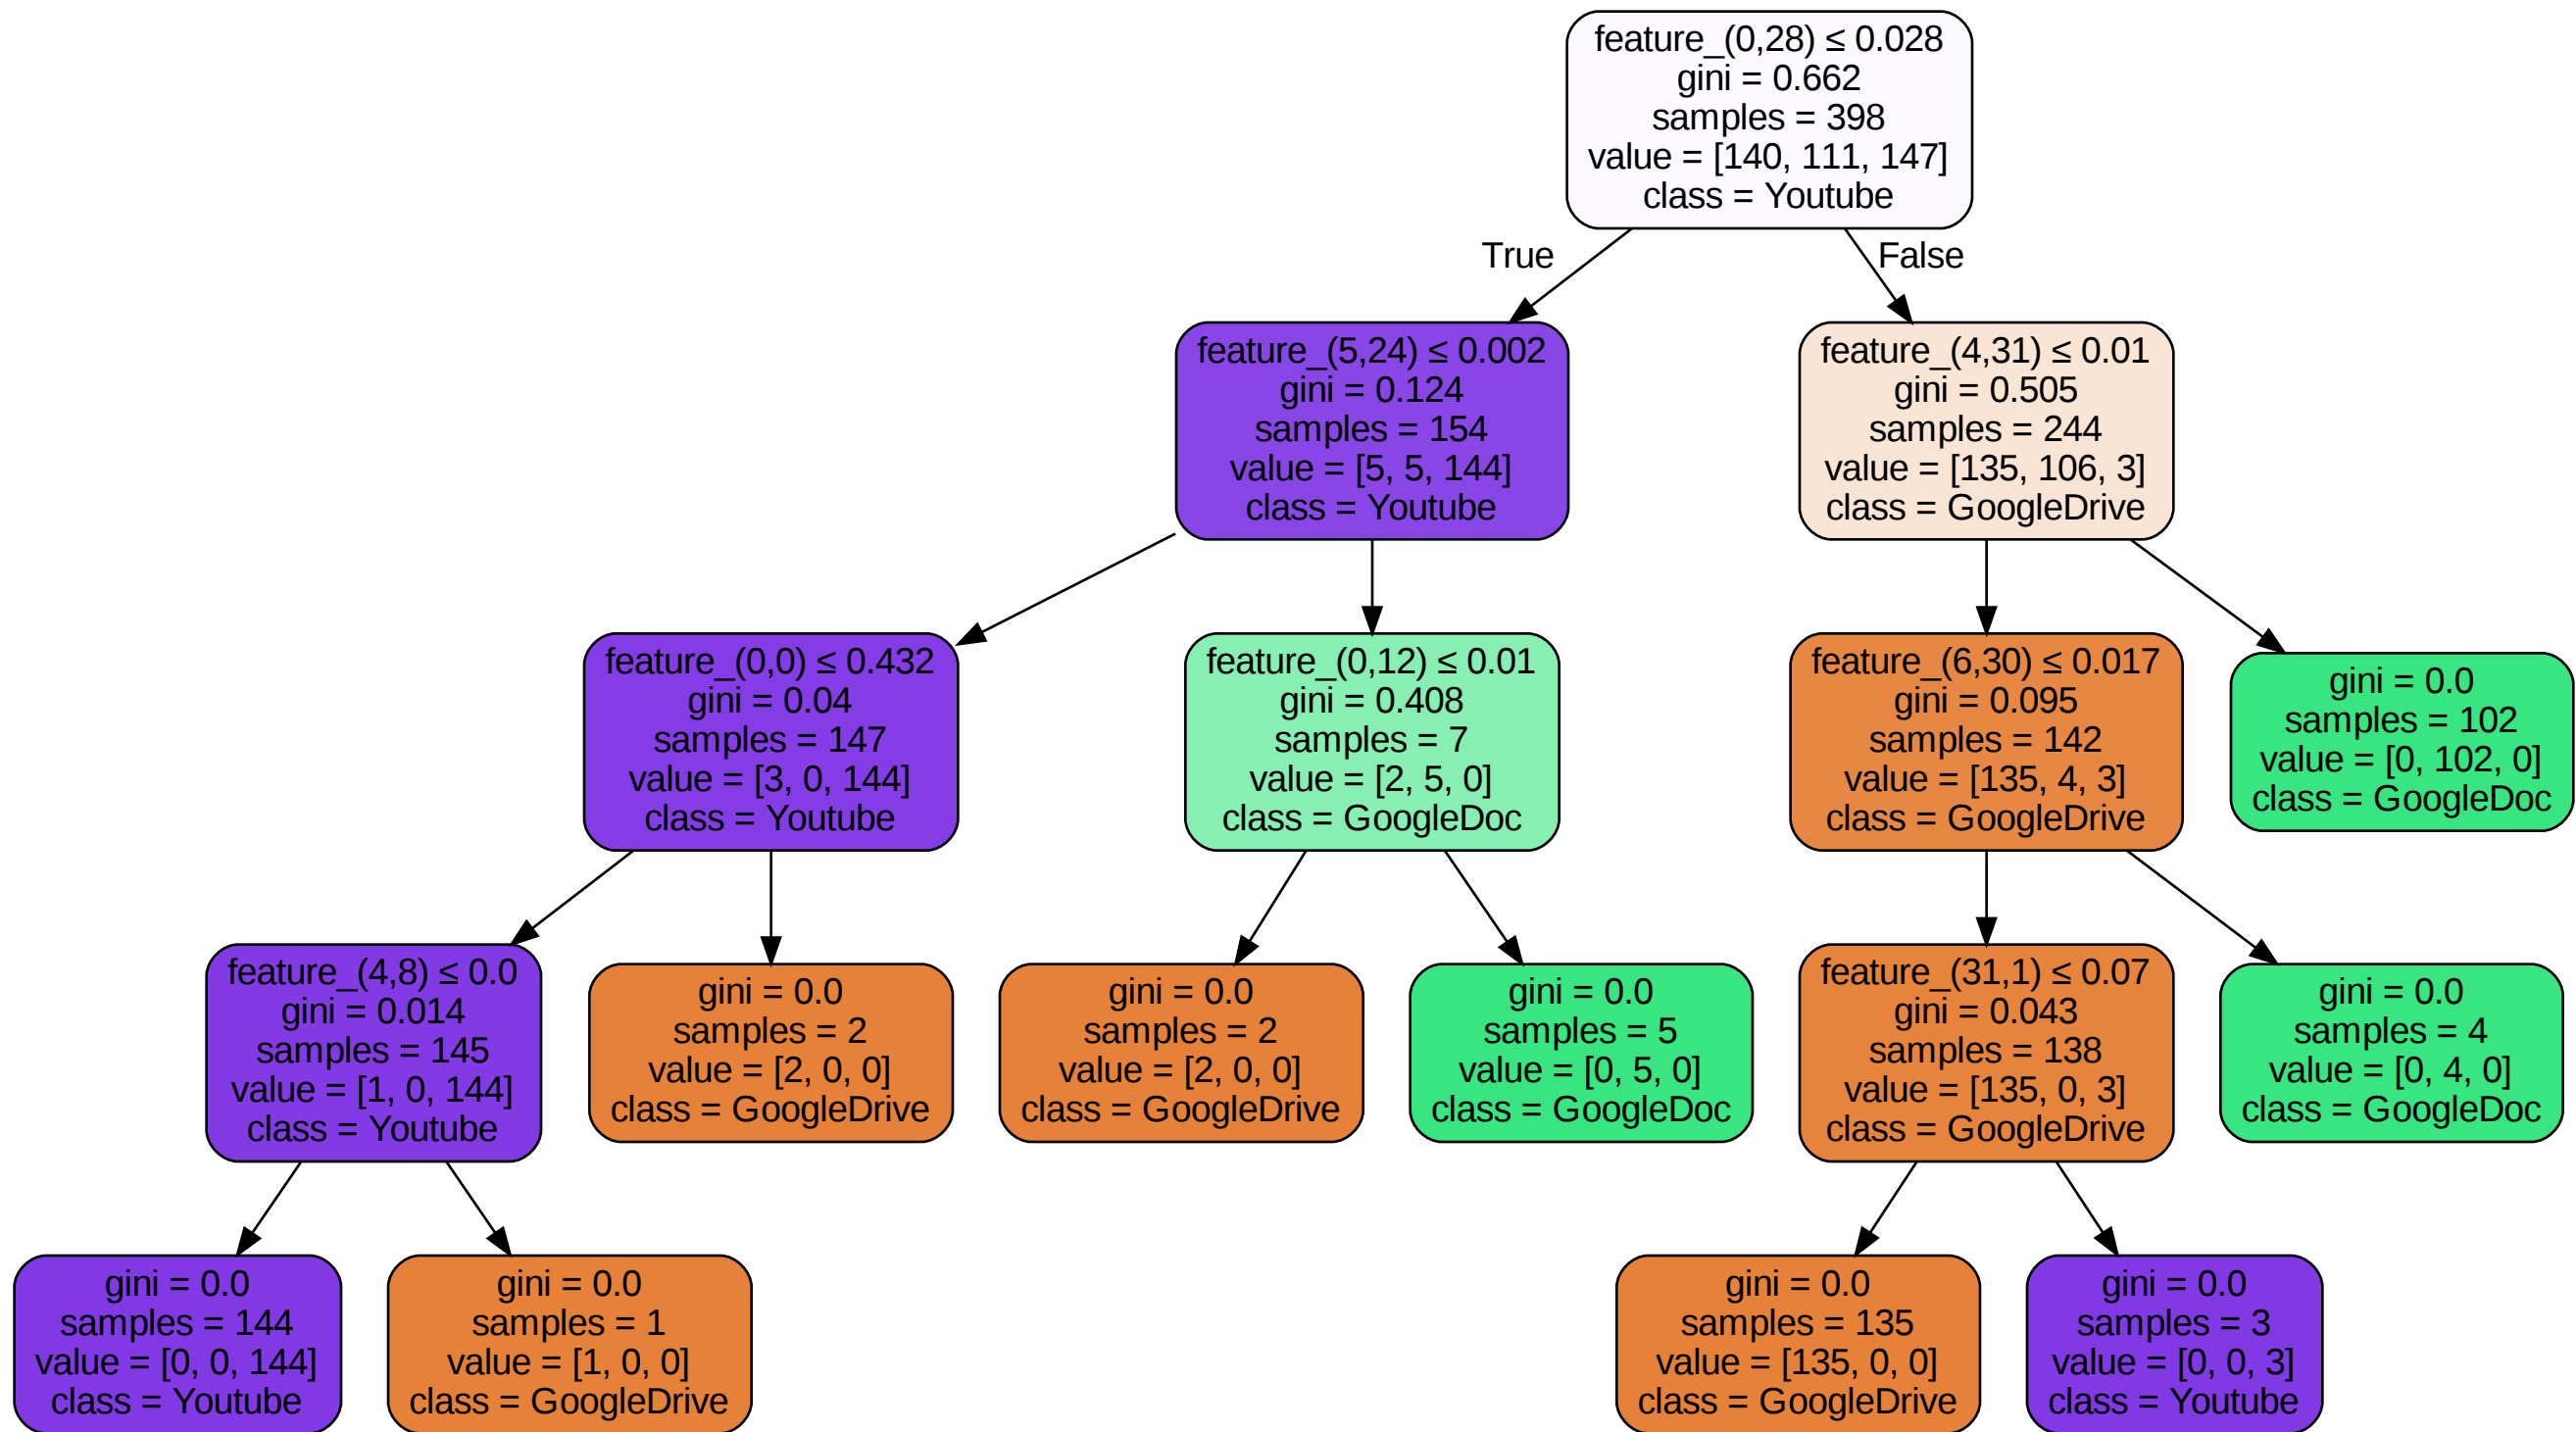 feature_(0,28) ≤ 0.028
gini = 0.662
samples = 398
value = [140, 111, 147]
class = Youtube
True
False
feature_(5,24) ≤ 0.002
gini = 0.124
samples = 154
value = [5, 5, 144]
class = Youtube
feature_(4,31) ≤ 0.01
gini = 0.505
samples = 244
value = [135, 106, 3]
class = GoogleDrive
feature_(0,0) ≤ 0.432
gini = 0.04
samples = 147
value = [3, 0, 144]
class = Youtube
feature_(0,12) ≤ 0.01
gini = 0.408
samples = 7
value = [2, 5, 0]
class = GoogleDoc
feature_(6,30) ≤ 0.017
gini = 0.095
samples = 142
value = [135, 4, 3]
class = GoogleDrive
gini = 0.0
samples = 102
value = [0, 102, 0]
class = GoogleDoc
feature_(4,8) ≤ 0.0
gini = 0.014
samples = 145
value = [1, 0, 144]
class = Youtube
gini = 0.0
samples = 2
value = [2, 0, 0]
class = GoogleDrive
gini = 0.0
samples = 2
value = [2, 0, 0]
class = GoogleDrive
gini = 0.0
samples = 5
value = [0, 5, 0]
class = GoogleDoc
feature_(31,1) ≤ 0.07
gini = 0.043
samples = 138
value = [135, 0, 3]
class = GoogleDrive
gini = 0.0
samples = 4
value = [0, 4, 0]
class = GoogleDoc
gini = 0.0
samples = 144
value = [0, 0, 144]
class = Youtube
gini = 0.0
samples = 1
value = [1, 0, 0]
class = GoogleDrive
gini = 0.0
samples = 135
value = [135, 0, 0]
class = GoogleDrive
gini = 0.0
samples = 3
value = [0, 0, 3]
class = Youtube